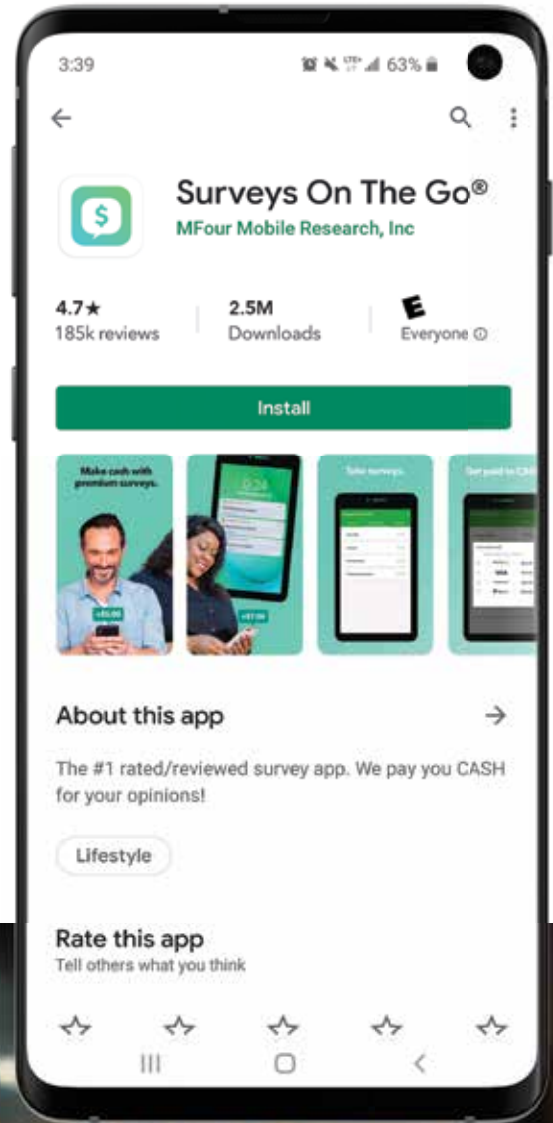 3:39
LTE+ 63%
Surveys On The Go®
MFour Mobile Research, Inc
4.7★ 2.5M E
185k reviews Downloads Everyone
Install
Make cash with
premium surveys.
Take surveys.
Get paid in
About this app
The #1 rated/reviewed survey app. We pay you CASH
for your opinions!
Lifestyle
Rate this app
Tell others what you think